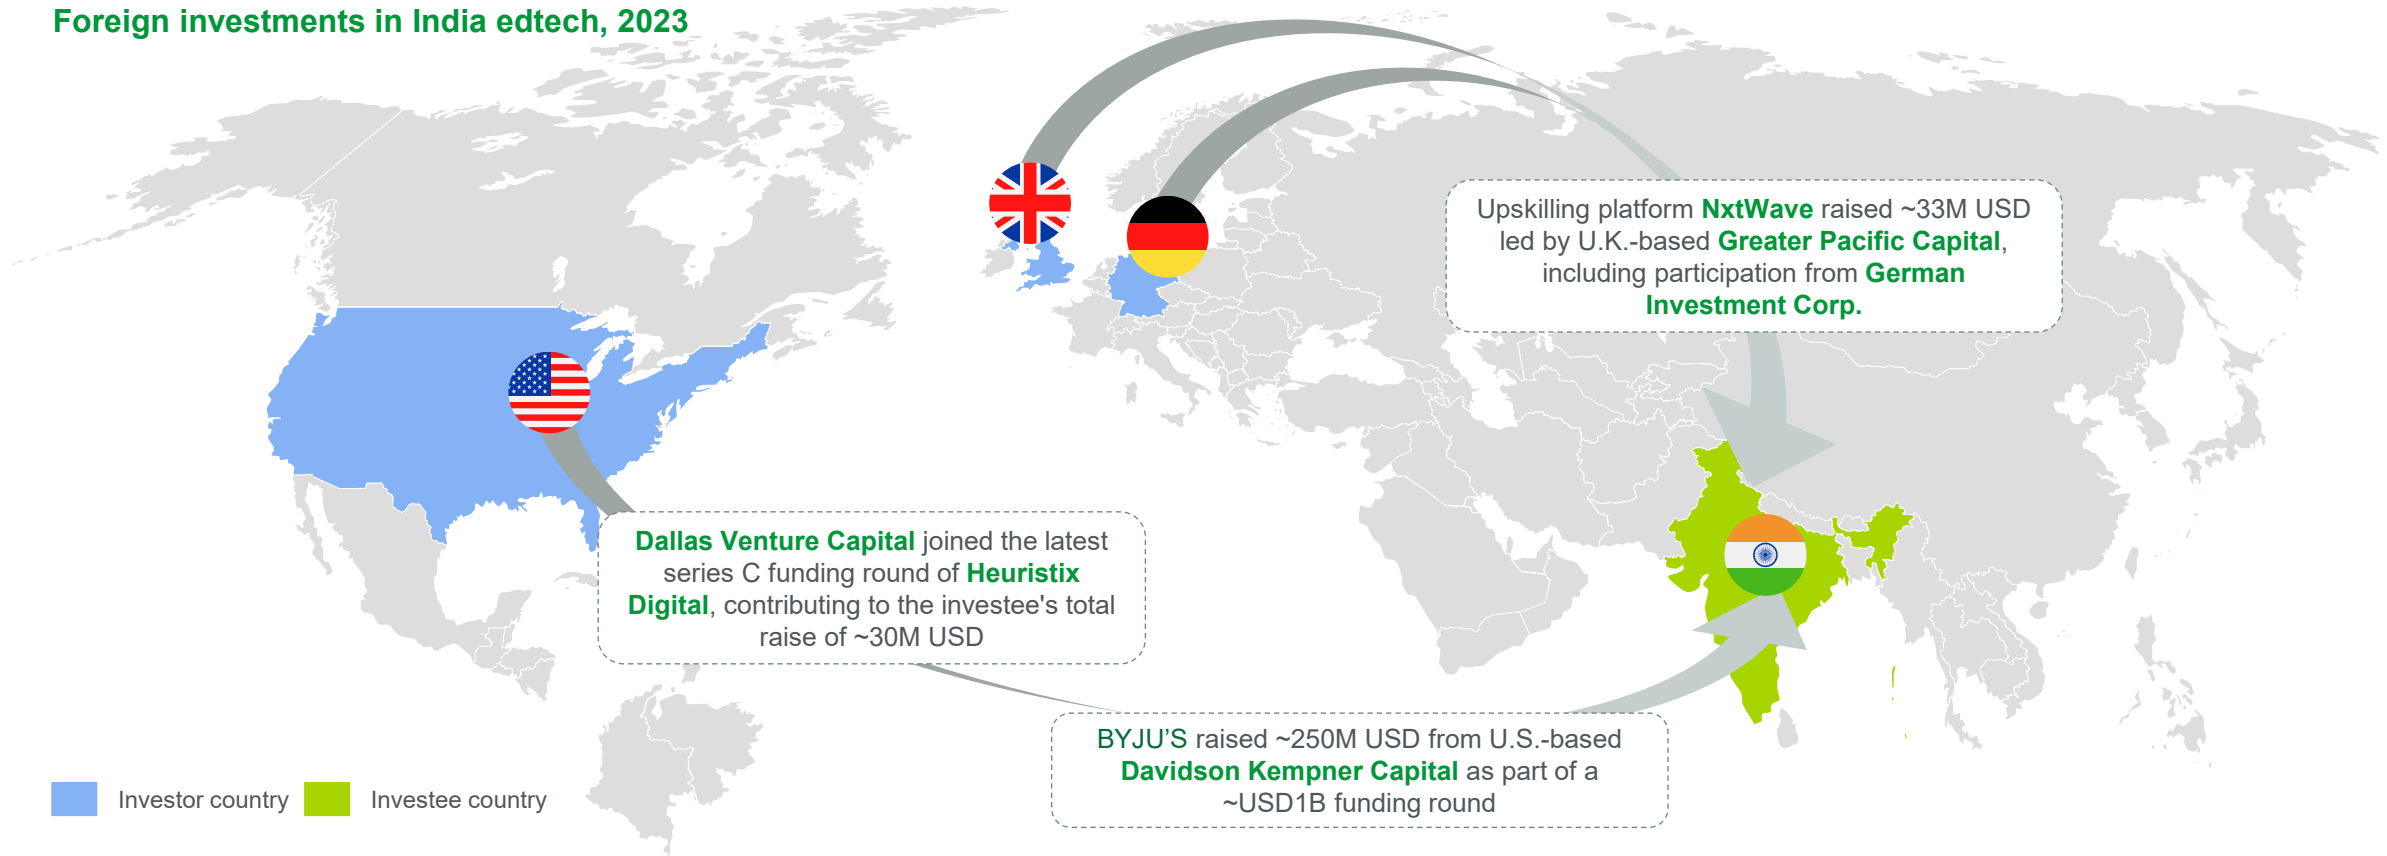 Foreign investments in India edtech, 2023
Upskilling platform NxtWave raised ~33M USD
led by U.K.-based Greater Pacific Capital,
including participation from German
Investment Corp.
Dallas Venture Capital joined the latest
series C funding round of Heuristix
Digital, contributing to the investee's total
raise of ~30M USD
BYJU’S raised ~250M USD from U.S.-based
Davidson Kempner Capital as part of a
~USD1B funding round
Investor country
Investee country